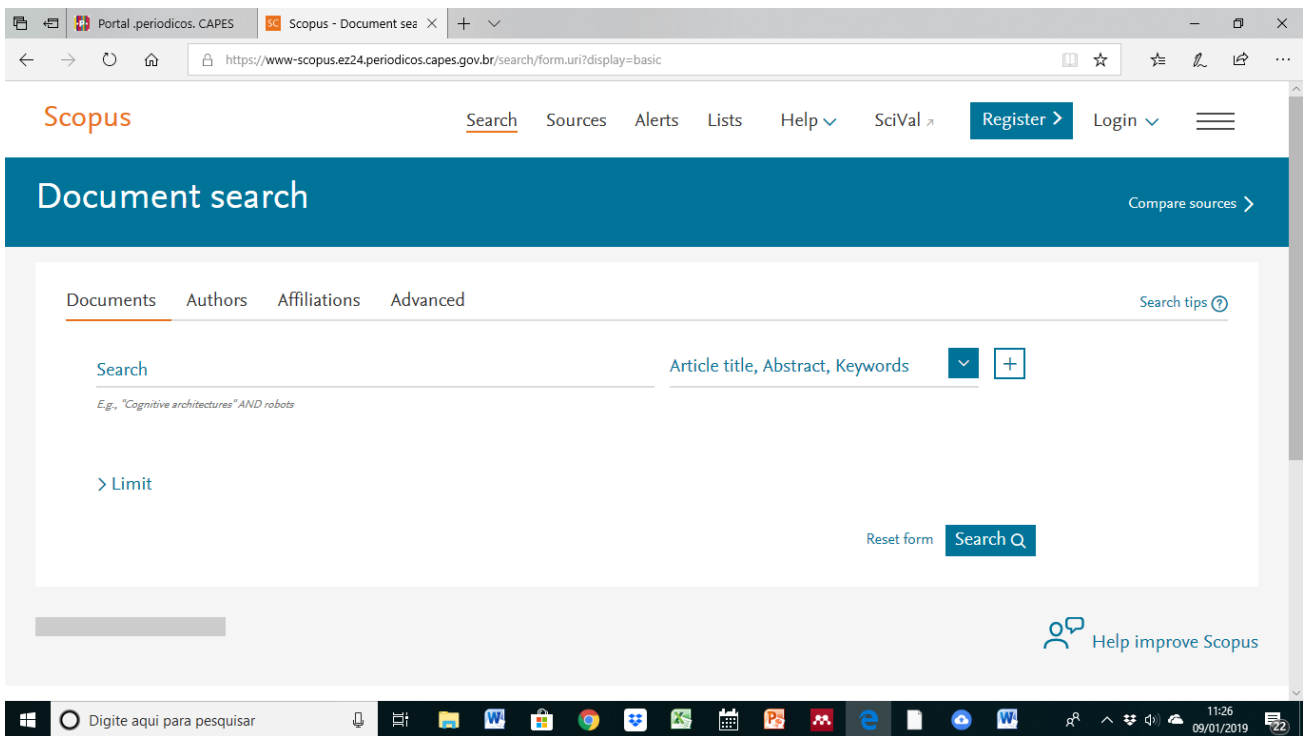 Portal .periodicos. CAPES
SC Scopus - Document sea
https://www-scopus.ez24.periodicos.capes.gov.br/search/form.uri?display=basic
Scopus Search Sources Alerts Lists Help SciVal Register Login
Document search
Compare sources
Documents Authors Affiliations Advanced Search tips
Search Article title, Abstract, Keywords
E.g., "Cognitive architectures" AND robots
Limit
Reset form Search
Help improve Scopus
Digite aqui para pesquisar
11:26
09/01/2019
22